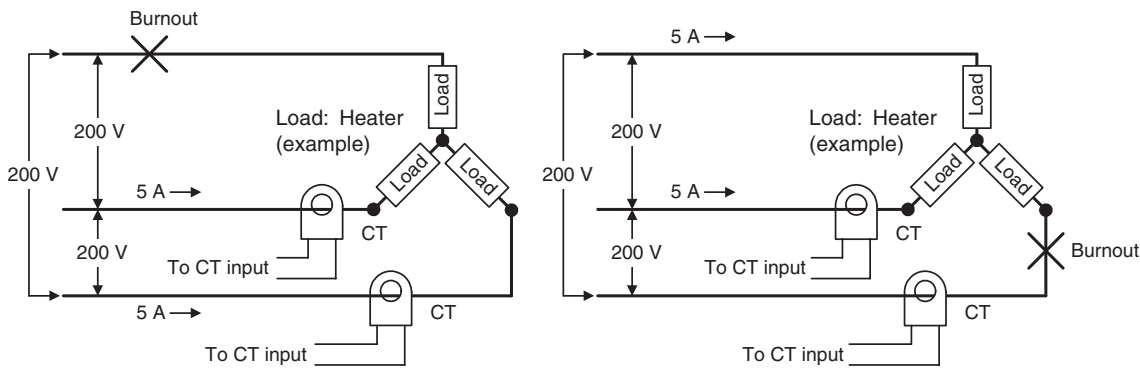 Burnout
5 A
200 V
200 V
200 V
Load: Heater
(example)
Load
Load
Load
5 A
CT
To CT input
5 A
CT
To CT input
5 A
200 V
200 V
200 V
Load: Heater
(example)
Load
Load
Load
5 A
CT
To CT input
Burnout
CT
To CT input